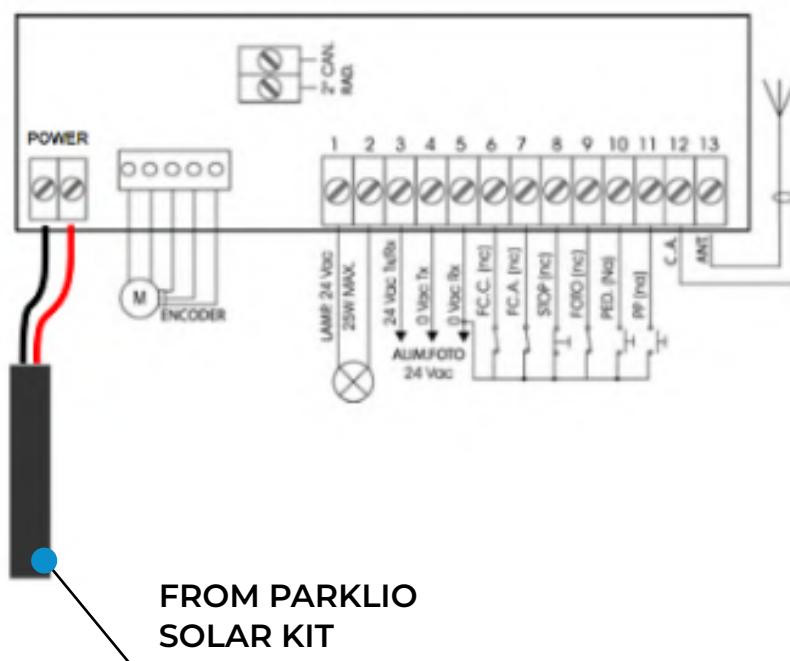 2° CAN.
RAD.
POWER
1 2 3 4 5 6 7 8 9 10 11 12 13
M
ENCODER
LAMP. 24 Vac
25W MAX.
24 Vac Tx/Rx
0 Vac Tx
0 Vac Rx
FC.C. (nc)
FC.A. (nc)
STOP (nc)
FOTO (nc)
PED. (Na)
PP (na)
C.A.
ANT.
ALIM.FOTO
24 Vac
FROM PARKLIO
SOLAR KIT